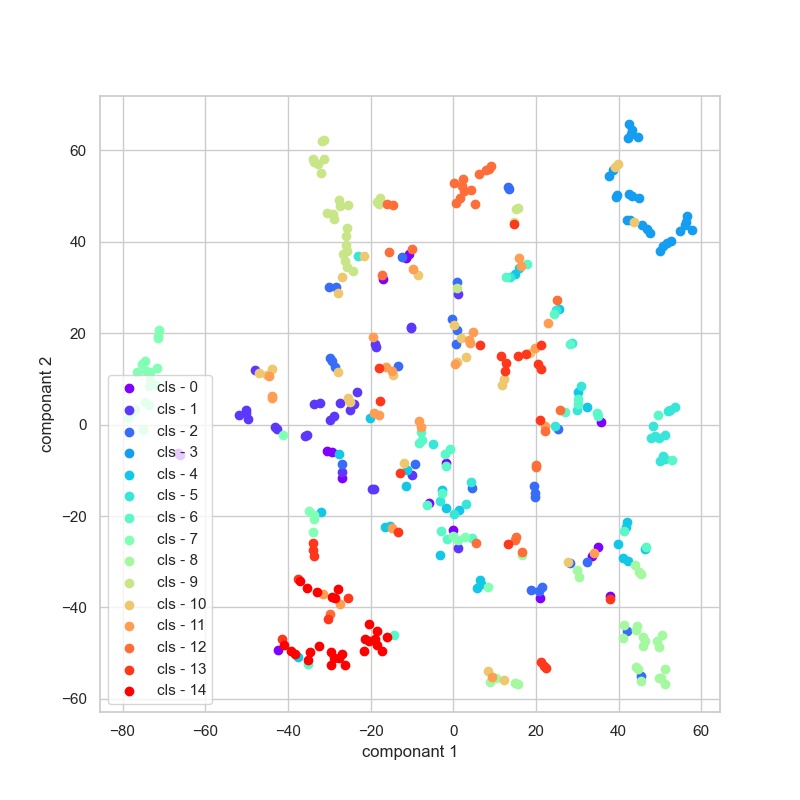 60
40
20
0
−20
−40
−60
componant 2
cls - 0
cls - 1
cls - 2
cls - 3
cls - 4
cls - 5
cls - 6
cls - 7
cls - 8
cls - 9
cls - 10
cls - 11
cls - 12
cls - 13
cls - 14
−80 −60 −40 −20 0 20 40 60
componant 1